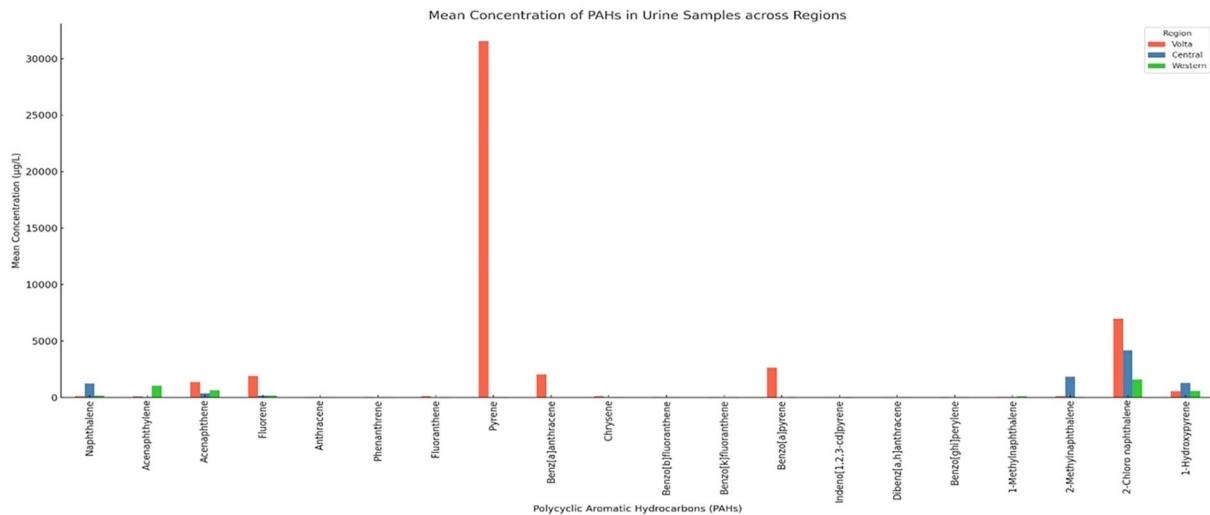 Mean Concentration of PAHs in Urine Samples across Regions
Region
Volta
Central
Western
Mean Concentration (µg/L)
30000
25000
20000
15000
10000
5000
0
Naphthalene
Acenaphthylene
Acenaphthene
Fluorene
Anthracene
Phenanthrene
Fluoranthene
Pyrene
Benz[a]anthracene
Chrysene
Benzo[b]fluoranthene
Benzo[k]fluoranthene
Benzo[a]pyrene
Indeno[1,2,3-cd]pyrene
Dibenz[a,h]anthracene
Benzo[ghi]perylene
1-Methylnaphthalene
2-Methylnaphthalene
2-Chloro naphthalene
1-Hydroxypyrene
Polycyclic Aromatic Hydrocarbons (PAHs)